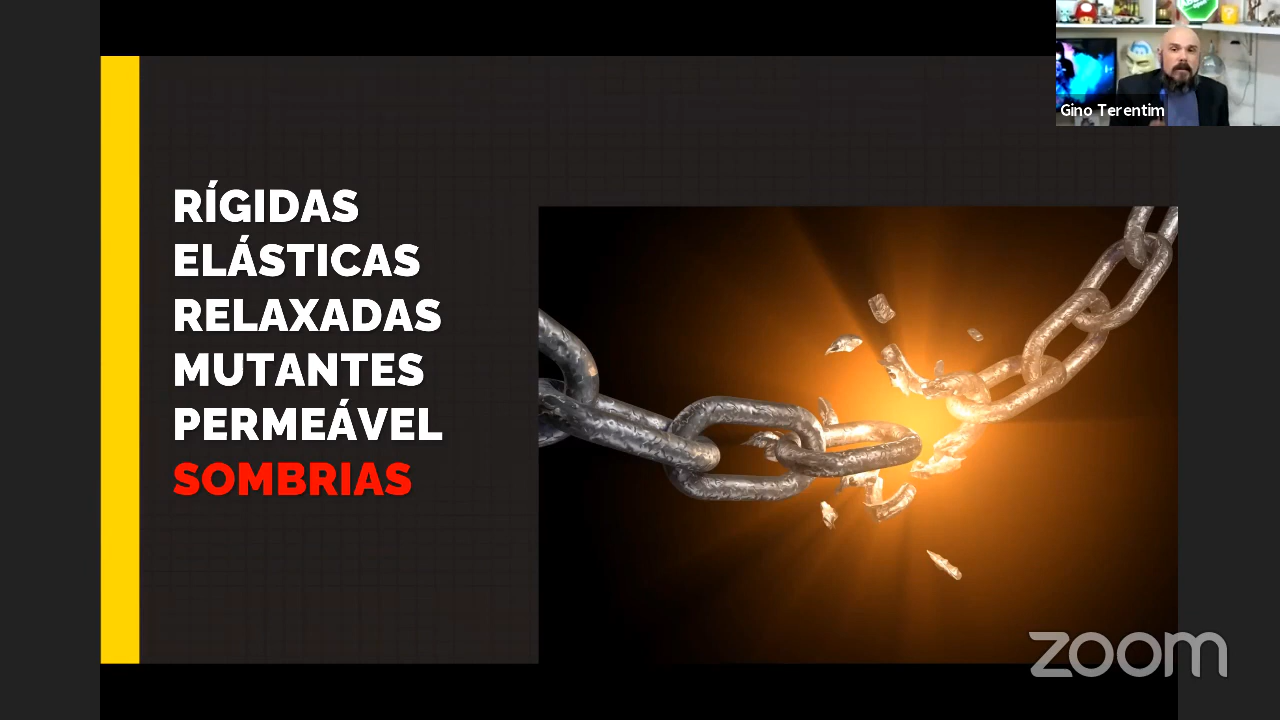 Gino Terentim
RÍGIDAS
ELÁSTICAS
RELAXADAS
MUTANTES
PERMEÁVEL
SOMBRIAS
zoom